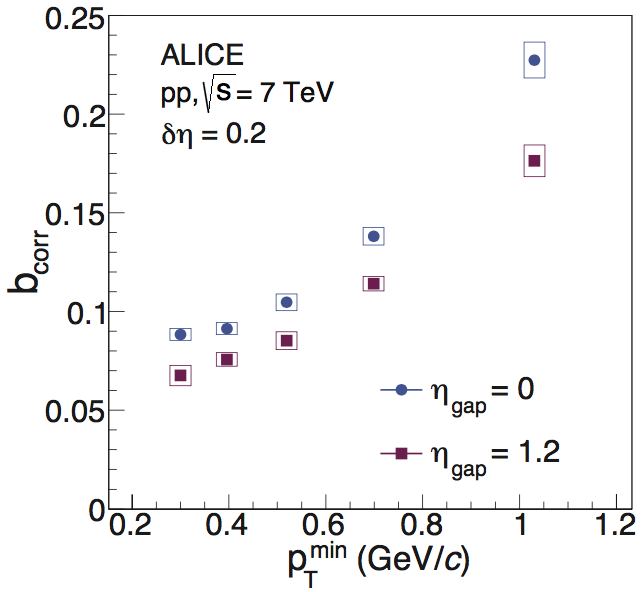 0.25
0.2
0.15
0.1
0.05
0
b_corr
ALICE
pp, √s = 7 TeV
δη = 0.2
η_gap = 0
η_gap = 1.2
0.2 0.4 0.6 0.8 1 1.2
p_T^min (GeV/c)